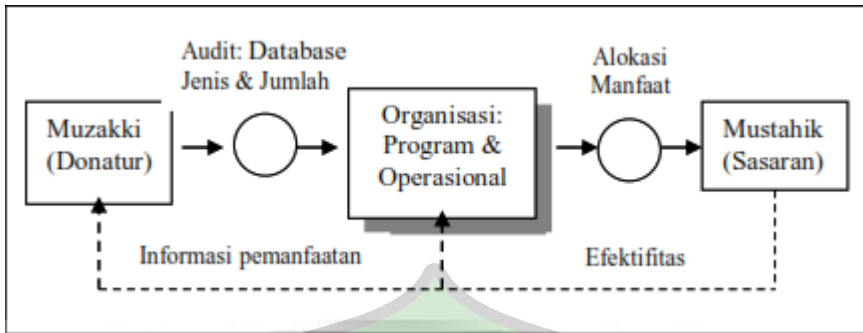 Audit: Database
Jenis & Jumlah
Alokasi
Manfaat
Muzakki
(Donatur)
Organisasi:
Program &
Operasional
Mustahik
(Sasaran)
Informasi pemanfaatan
Efektifitas